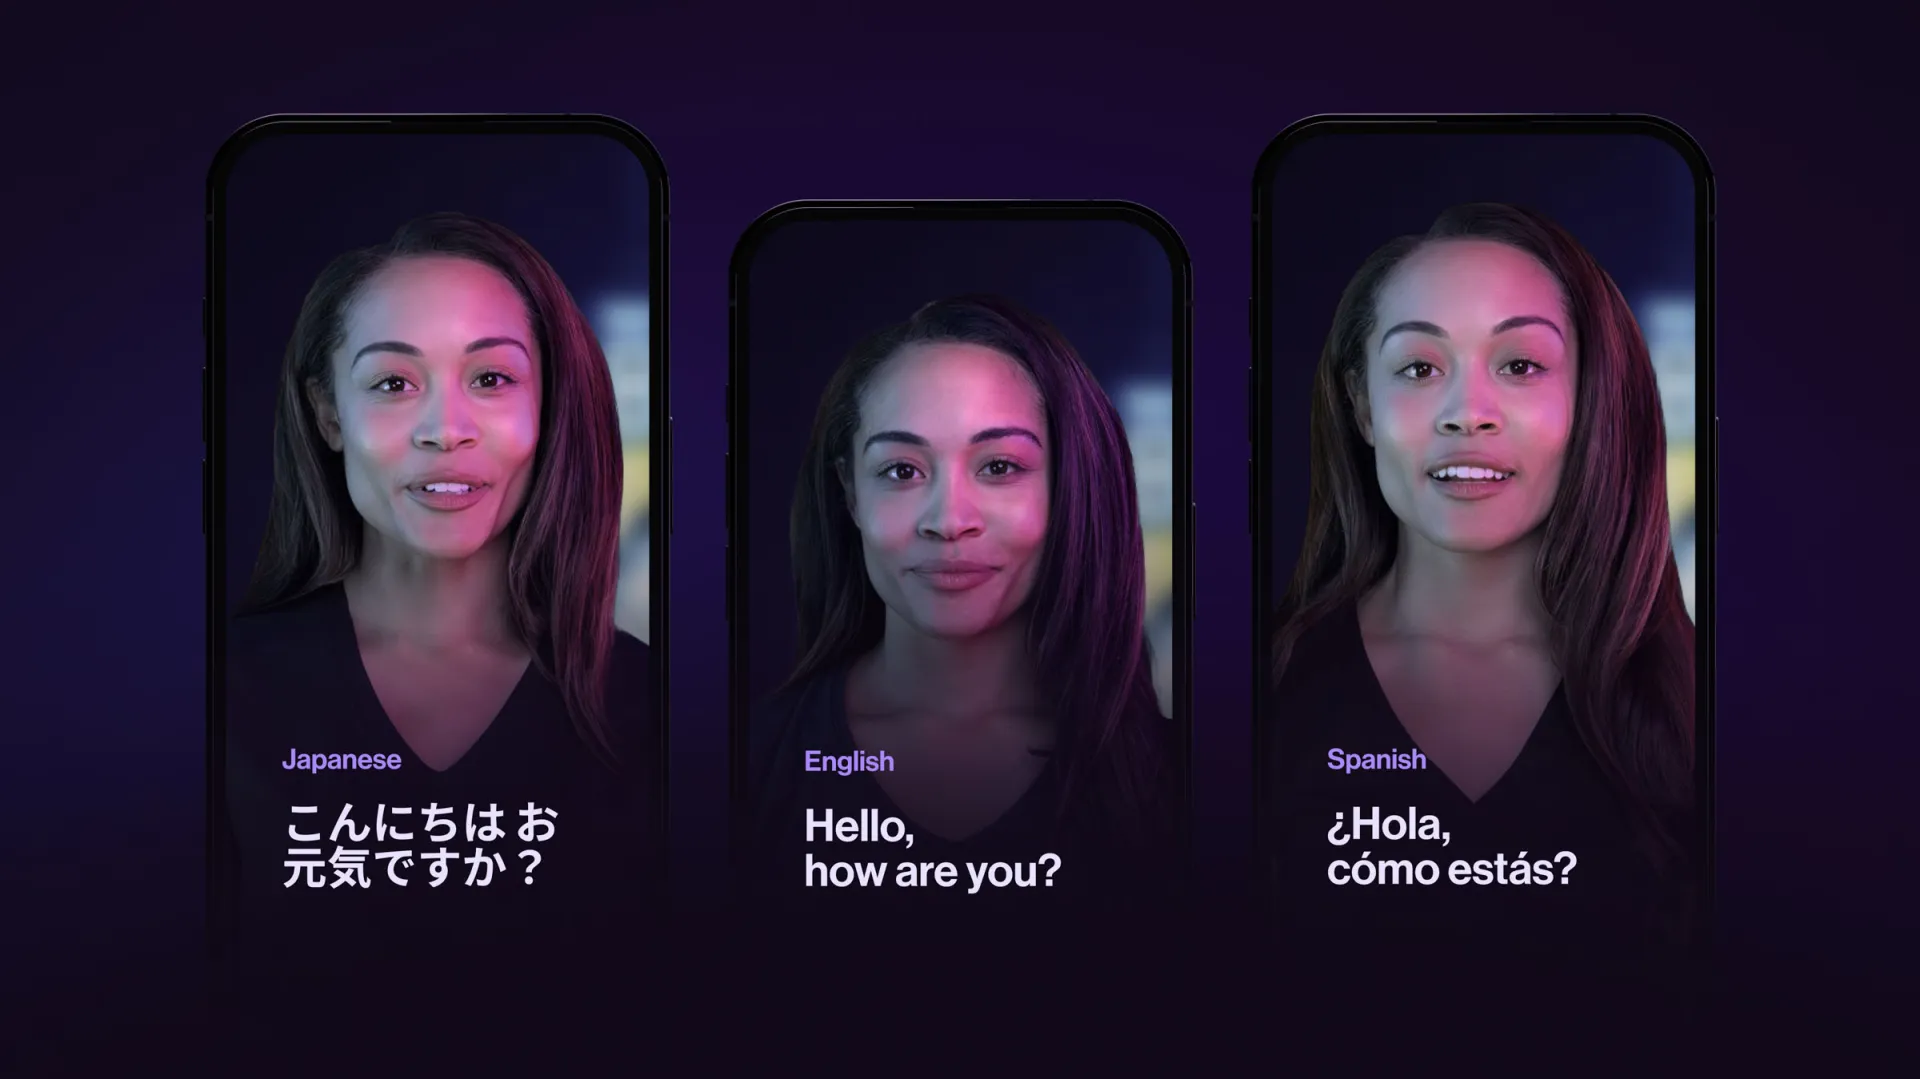 Japanese
こんにちは お
元気ですか？
English
Hello,
how are you?
Spanish
¿Hola,
cómo estás?